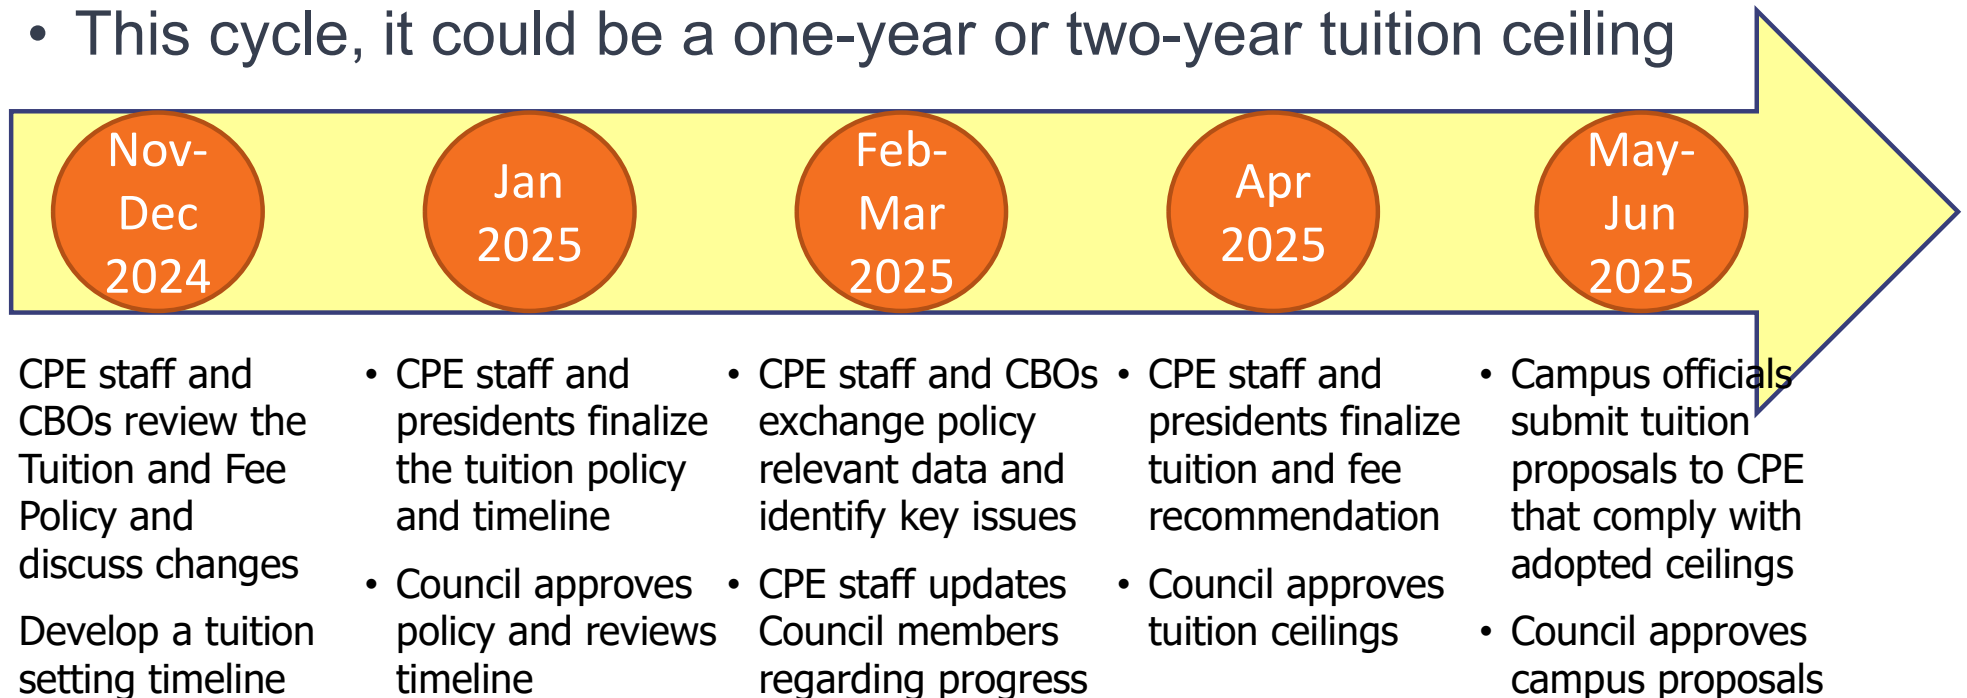 • This cycle, it could be a one-year or two-year tuition ceiling
Nov-
Dec
2024
Jan
2025
Feb-
Mar
2025
Apr
2025
May-
Jun
2025
CPE staff and
CBOs review the
Tuition and Fee
Policy and
discuss changes
Develop a tuition
setting timeline
• CPE staff and
presidents finalize
the tuition policy
and timeline
• Council approves
policy and reviews
timeline
• CPE staff and CBOs
exchange policy
relevant data and
identify key issues
• CPE staff updates
Council members
regarding progress
• CPE staff and
presidents finalize
tuition and fee
recommendation
• Council approves
tuition ceilings
• Campus officials
submit tuition
proposals to CPE
that comply with
adopted ceilings
• Council approves
campus proposals